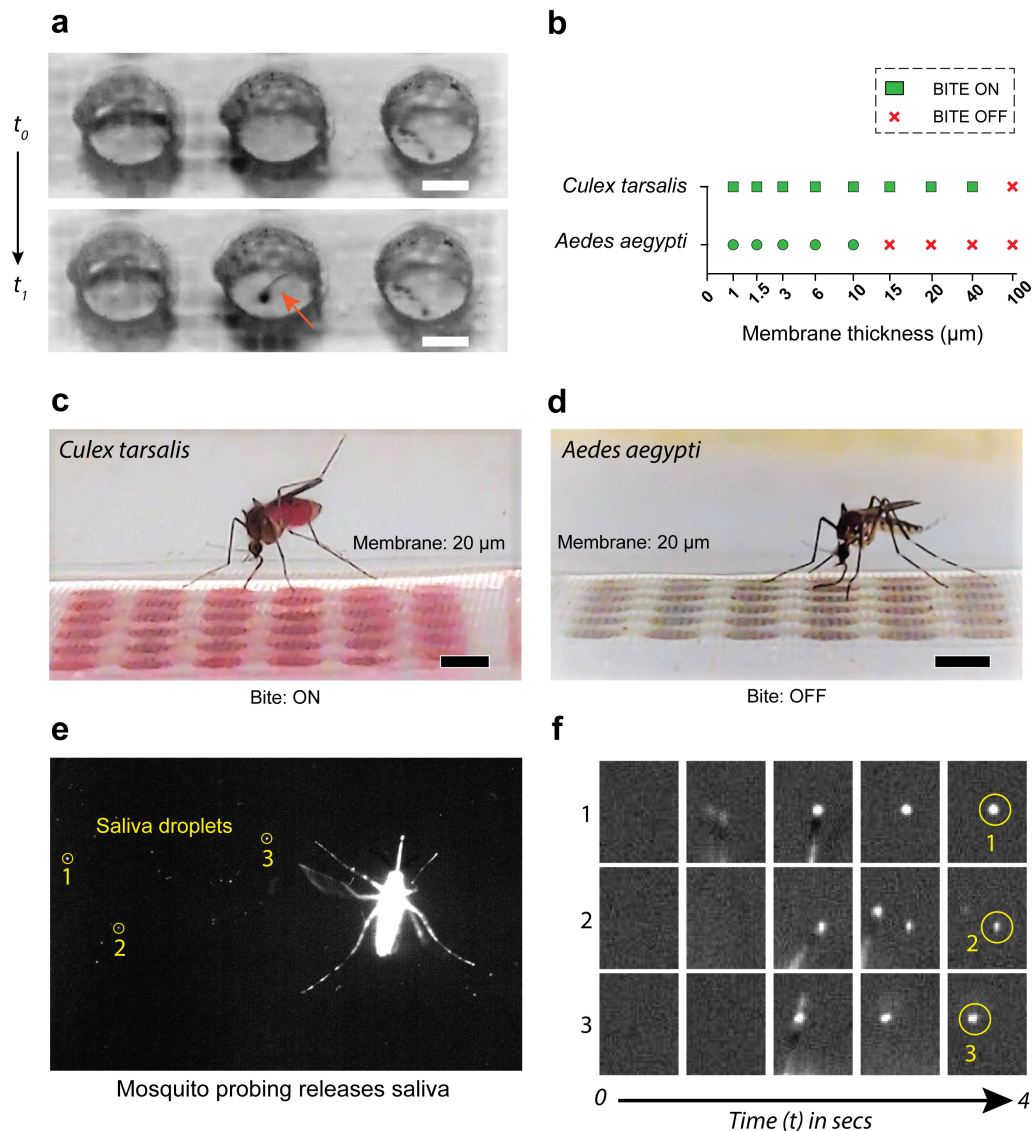 a
t0
t1
b
BITE ON
BITE OFF
Culex tarsalis
Aedes aegypti
0 1 1.5 3 6 10 15 20 40 100
Membrane thickness (µm)
c
Culex tarsalis
Membrane: 20 µm
Bite: ON
d
Aedes aegypti
Membrane: 20 µm
Bite: OFF
e
Saliva droplets
1
2
3
Mosquito probing releases saliva
f
1
1
2
2
3
3
0
4
Time (t) in secs